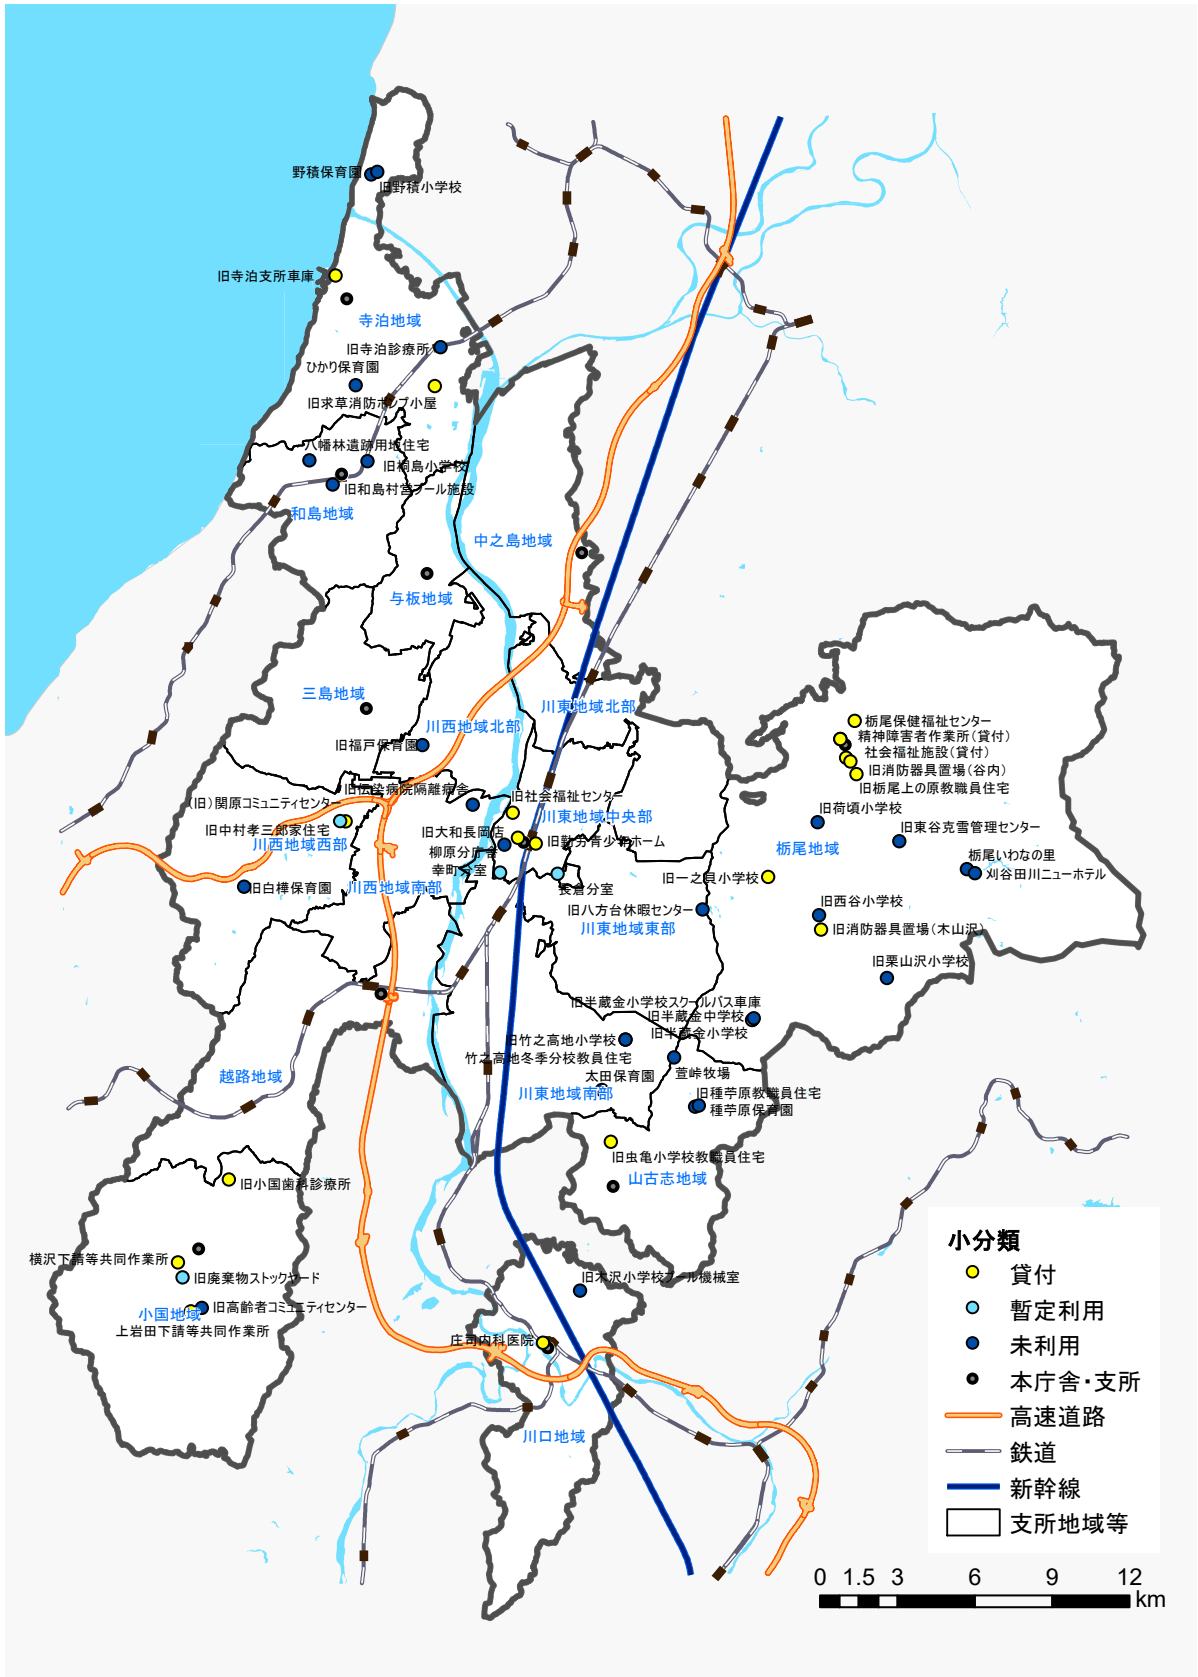 野積保育園
旧野積小学校
旧寺泊支所車庫
寺泊地域
旧寺泊診療所
ひかり保育園
旧求草消防ポンプ小屋
八幡林遺跡用地住宅
旧桐島小学校
旧和島村営プール施設
和島地域
中之島地域
与板地域
三島地域
川西地域北部
川東地域北部
旧福戸保育園
栃尾保健福祉センター
精神障害者作業所(貸付)
社会福祉施設(貸付)
旧消防器具置場(谷内)
旧栃尾上の原教職員住宅
旧伝染病院隔離病舎
(旧)関原コミュニティセンター
旧社会福祉センター
川東地域中央部
旧中村孝三郎家住宅
川西地域西部
旧大和長岡店
旧勤労青少年ホーム
柳原分庁舎
幸町分室
長倉分室
旧荷頃小学校
旧東谷克雪管理センター
栃尾地域
栃尾いわなの里
刈谷田川ニューホテル
旧一之貝小学校
旧白樺保育園
川西地域南部
旧八方台休暇センター
川東地域東部
旧西谷小学校
旧消防器具置場(木山沢)
旧栗山沢小学校
旧半蔵金小学校スクールバス車庫
旧半蔵金中学校
旧半蔵金小学校
旧竹之高地小学校
竹之高地冬季分校教員住宅
萱峠牧場
太田保育園
越路地域
川東地域南部
旧種苧原教職員住宅
種苧原保育園
旧虫亀小学校教職員住宅
山古志地域
旧小国歯科診療所
横沢下請等共同作業所
旧廃棄物ストックヤード
旧高齢者コミュニティセンター
小国地域
上岩田下請等共同作業所
旧木沢小学校プール機械室
庄司内科医院
川口地域
小分類
貸付
暫定利用
未利用
本庁舎・支所
高速道路
鉄道
新幹線
支所地域等
0 1.5 3 6 9 12
km